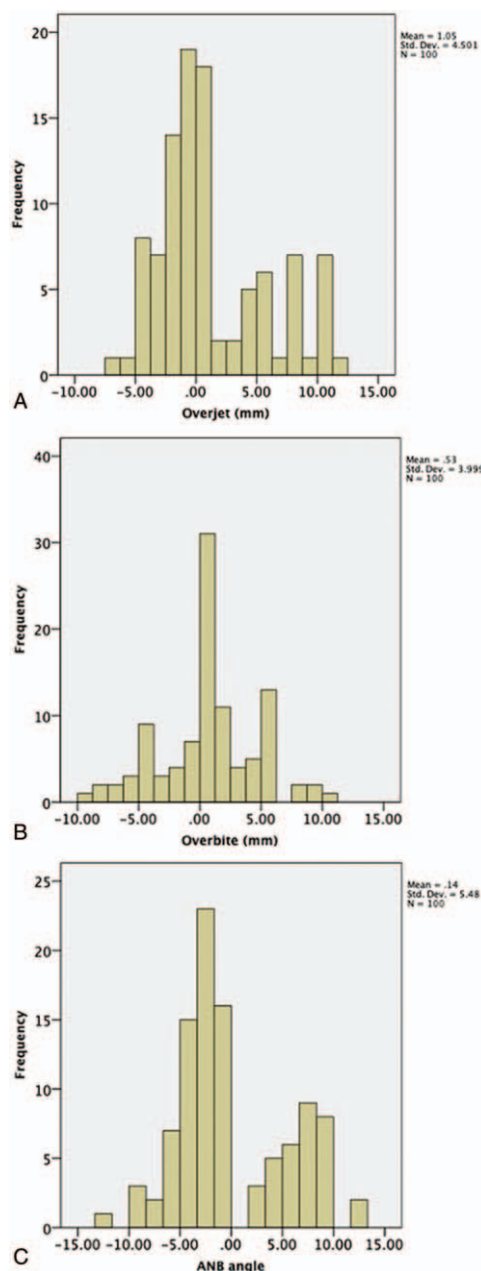 Mean = 1.05
Std. Dev. = 4.501
N = 100
20
15
10
5
0
Frequency
-10.00 -5.00 .00 5.00 10.00 15.00
Overjet (mm)
A
Mean = .53
Std. Dev. = 3.999
N = 100
40
30
20
10
0
Frequency
-10.00 -5.00 .00 5.00 10.00 15.00
Overbite (mm)
B
Mean = .14
Std. Dev. = 5.48
N = 100
25
20
15
10
5
0
Frequency
-15.00 -10.00 -5.00 .00 5.00 10.00 15.00
ANB angle
C